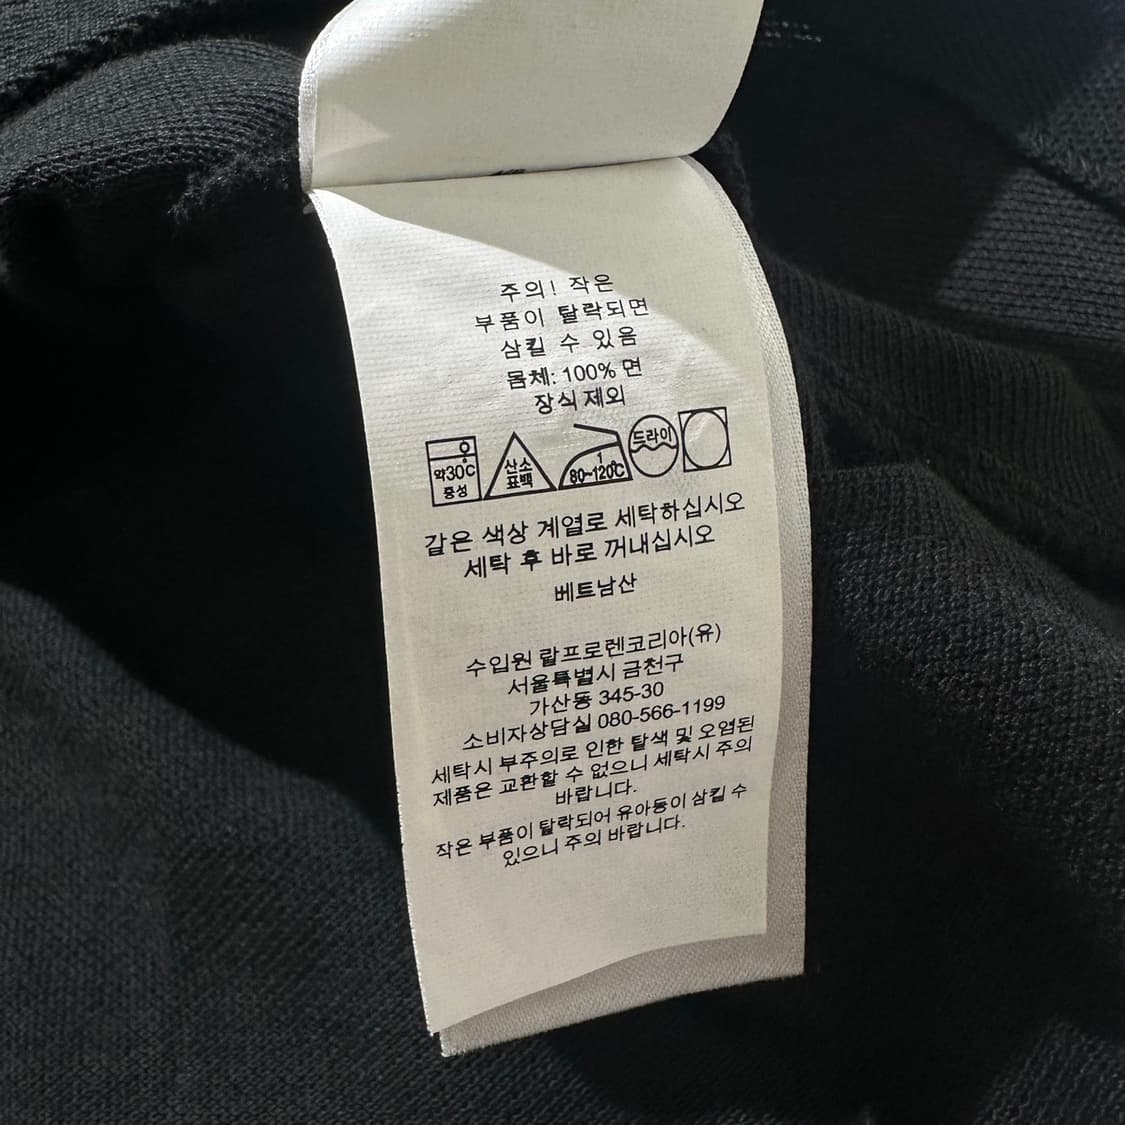 주의! 작은
부품이 탈락되면
삼킬 수 있음
몸체: 100% 면
장식 제외
약30℃
중성
산소
표백
1
80~120℃
드라이
같은 색상 계열로 세탁하십시오
세탁 후 바로 꺼내십시오
베트남산
수입원 랄프로렌코리아(유)
서울특별시 금천구
가산동 345-30
소비자상담실 080-566-1199
세탁시 부주의로 인한 탈색 및 오염된
제품은 교환할 수 없으니 세탁시 주의
바랍니다.
작은 부품이 탈락되어 유아동이 삼킬 수
있으니 주의 바랍니다.